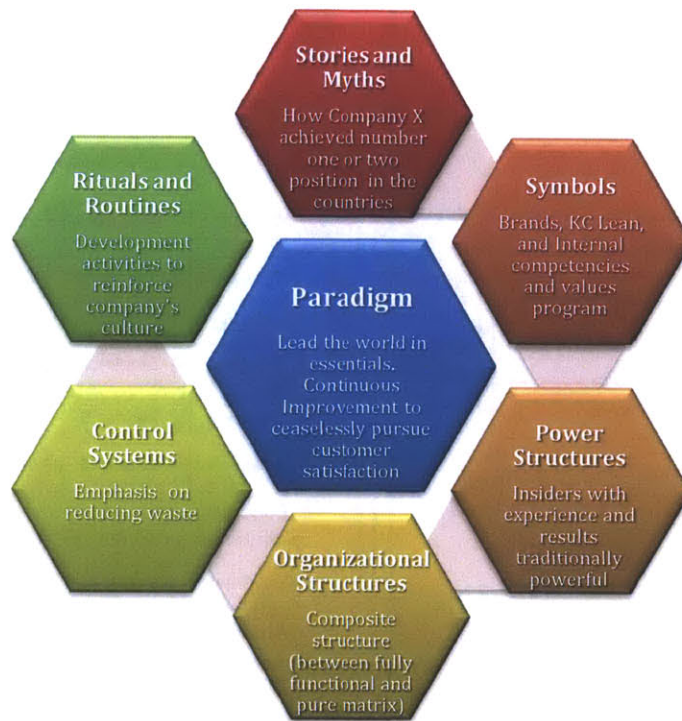 Stories and
Myths
How Company X
achieved number
one or two
position in the
countries
Symbols
Brands, KC Lean,
and Internal
competencies
and values
program
Power
Structures
Insiders with
experience and
results
traditionally
powerful
Organizational
Structures
Composite
structure
(between fully
functional and
pure matrix)
Control
Systems
Emphasis on
reducing waste
Rituals and
Routines
Development
activities to
reinforce
company's
culture
Paradigm
Lead the world in
essentials.
Continuous
Improvement to
ceaselessly pursue
customer
satisfaction